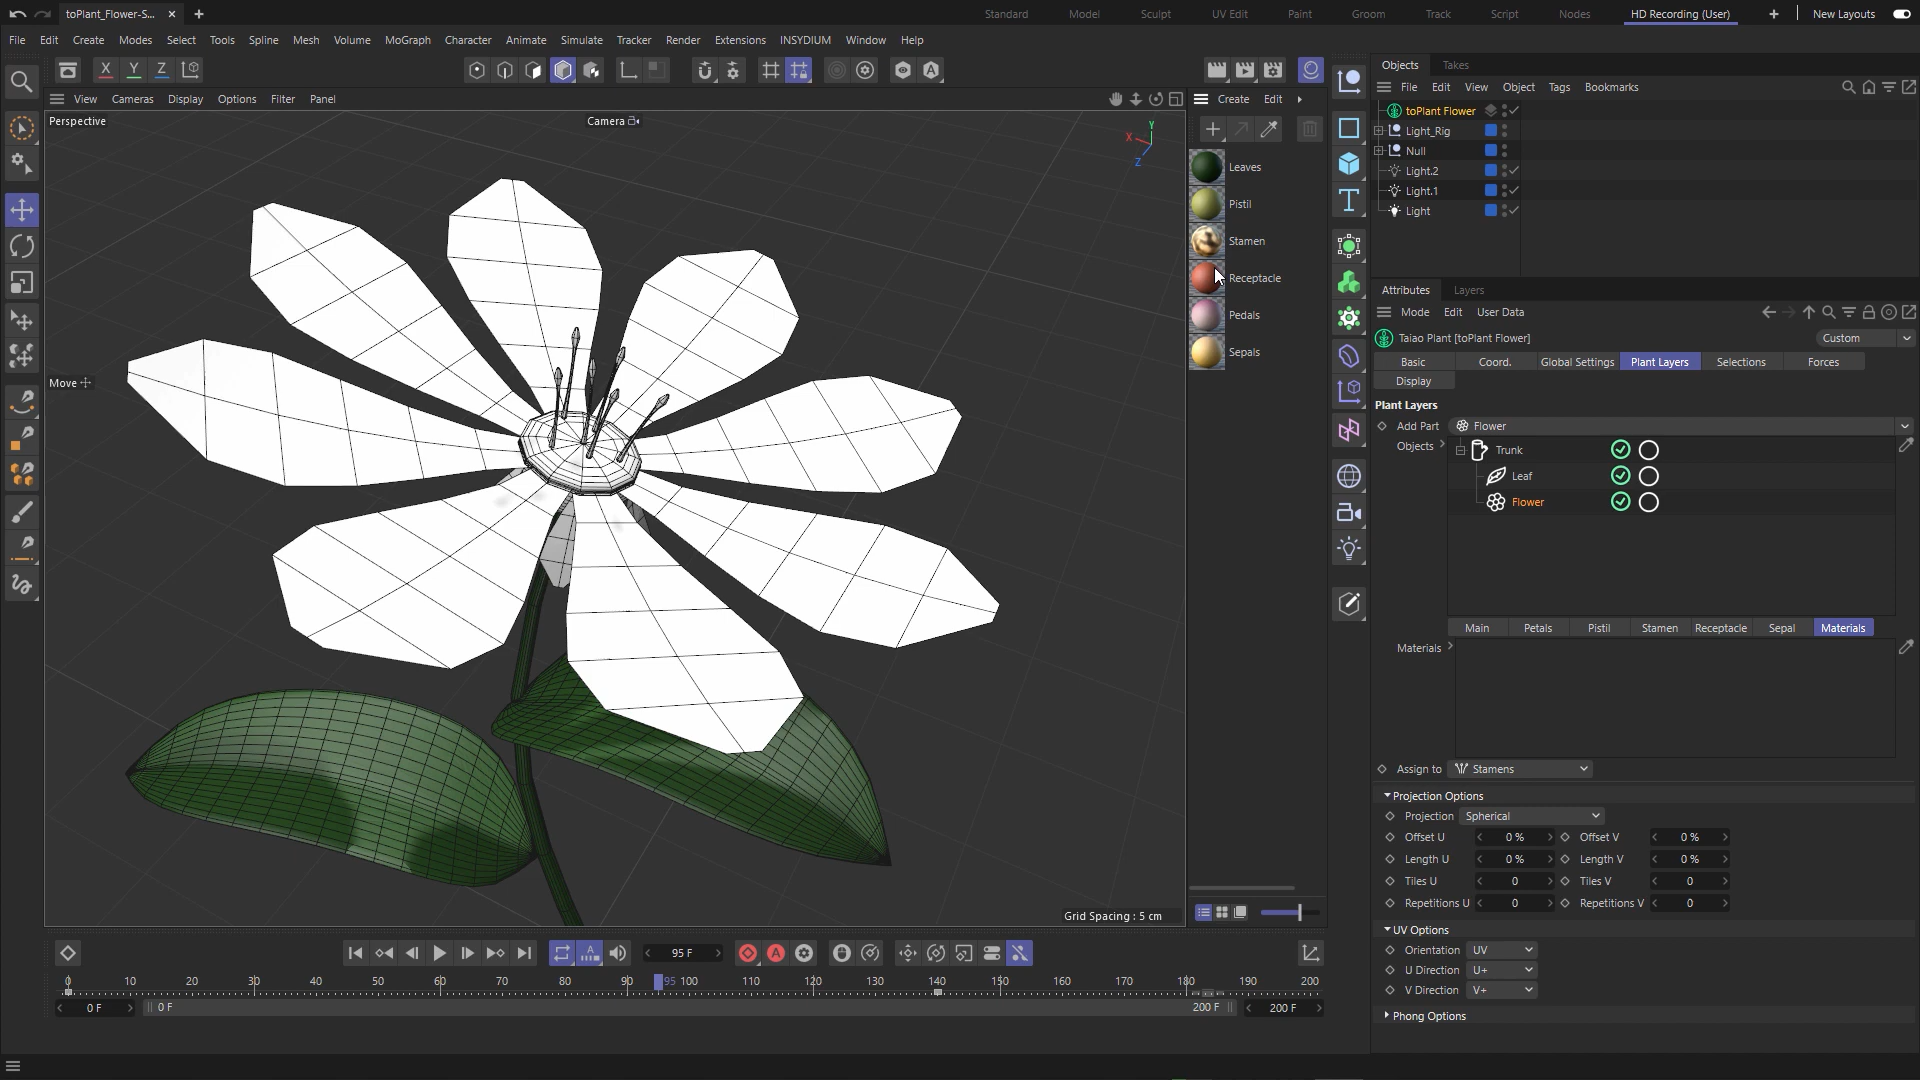 toPlant_Flower-S...
Standard Model Sculpt UV Edit Paint Groom Track Script Nodes HD Recording (User) New Layouts
File Edit Create Modes Select Tools Spline Mesh Volume MoGraph Character Animate Simulate Tracker Render Extensions INSYDIUM Window Help
X Y Z
View Cameras Display Options Filter Panel
Perspective
Camera
Y
X
Z
Move
Grid Spacing : 5 cm
Create Edit
Leaves
Pistil
Stamen
Receptacle
Pedals
Sepals
Objects Takes
File Edit View Object Tags Bookmarks
toPlant Flower
Light_Rig
Null
Light.2
Light.1
Light
Attributes Layers
Mode Edit User Data
Taiao Plant [toPlant Flower] Custom
Basic Coord. Global Settings Plant Layers Selections Forces
Display
Plant Layers
Add Part Flower
Objects Trunk
Leaf
Flower
Main Petals Pistil Stamen Receptacle Sepal Materials
Materials
Assign to Stamens
Projection Options
Projection Spherical
Offset U 0 % Offset V 0 %
Length U 0 % Length V 0 %
Tiles U 0 Tiles V 0
Repetitions U 0 Repetitions V 0
UV Options
Orientation UV
U Direction U+
V Direction V+
Phong Options
95 F
0 10 20 30 40 50 60 70 80 90 95 100 110 120 130 140 150 160 170 180 190 200
0 F 0 F 200 F 200 F